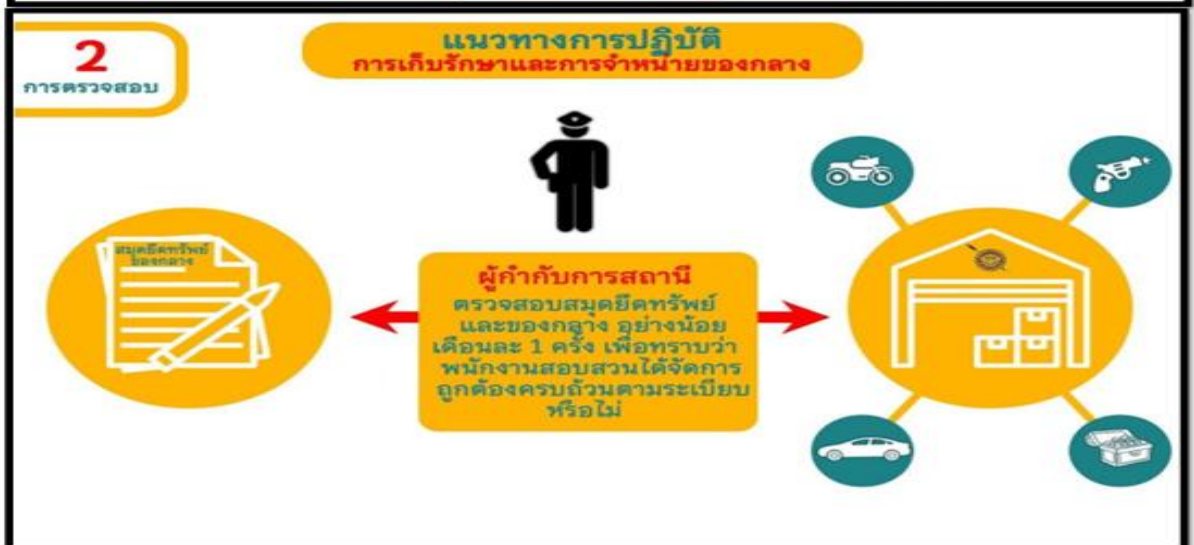 2
การตรวจสอบ
แนวทางการปฏิบัติ
การเก็บรักษาและการจำหน่ายของกลาง
สมุดยึดทรัพย์
ของกลาง
ผู้กำกับการสถานี
ตรวจสอบสมุดยึดทรัพย์
และของกลาง อย่างน้อย
เดือนละ 1 ครั้ง เพื่อทราบว่า
พนักงานสอบสวนได้จัดการ
ถูกต้องครบถ้วนตามระเบียบ
หรือไม่